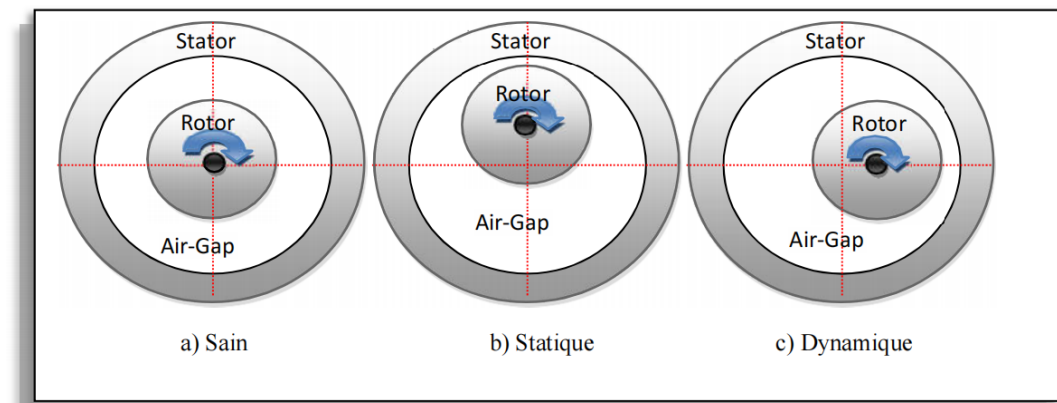 Stator
Rotor
Air-Gap
a) Sain
Stator
Rotor
Air-Gap
b) Statique
Stator
Rotor
Air-Gap
c) Dynamique